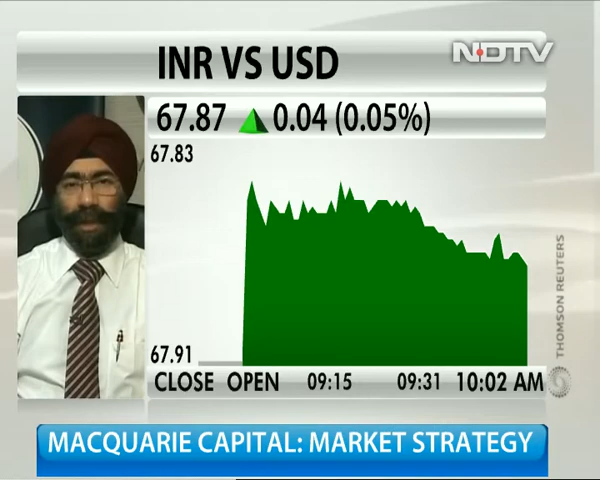 INR VS USD
NDTV
67.87 0.04 (0.05%)
67.83
67.91
CLOSE OPEN 09:15 09:31 10:02 AM
THOMSON REUTERS
MACQUARIE CAPITAL: MARKET STRATEGY